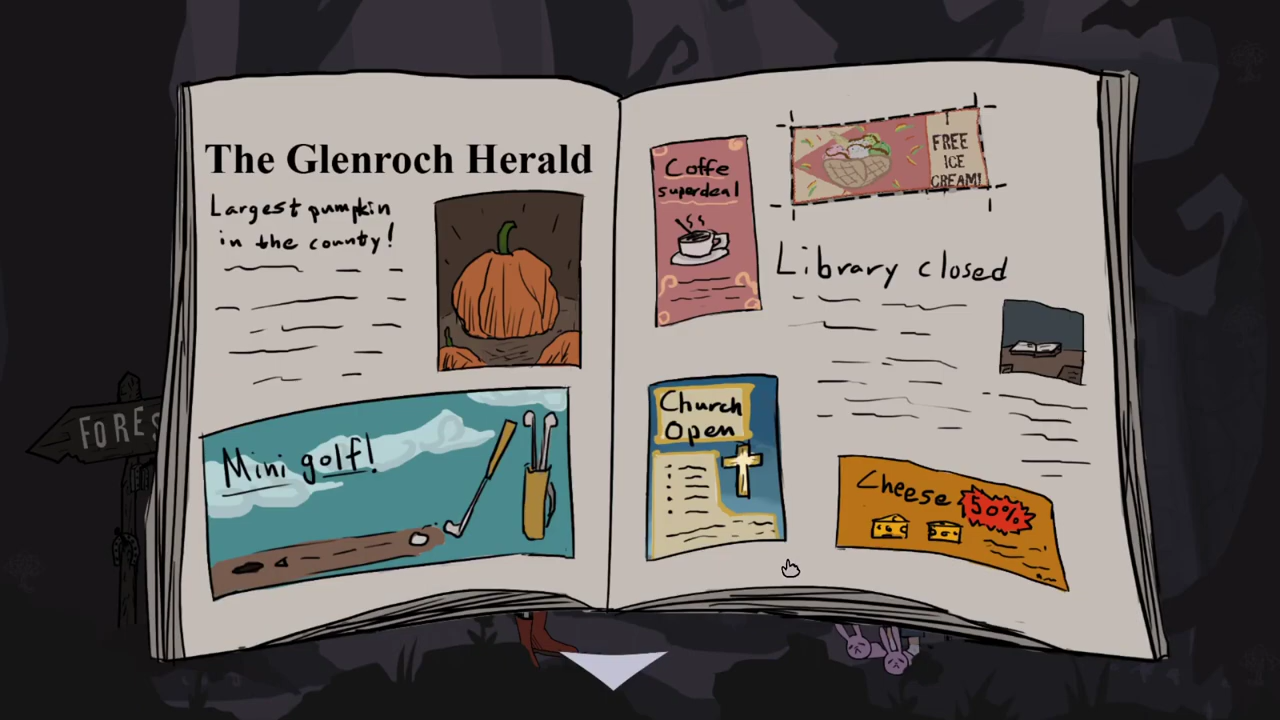 The Glenroch Herald
Largest pumpkin
in the county!
Mini golf!
Coffe
superdeal
FREE
ICE
CREAM!
Library closed
Church
Open
Cheese 50%
FORES